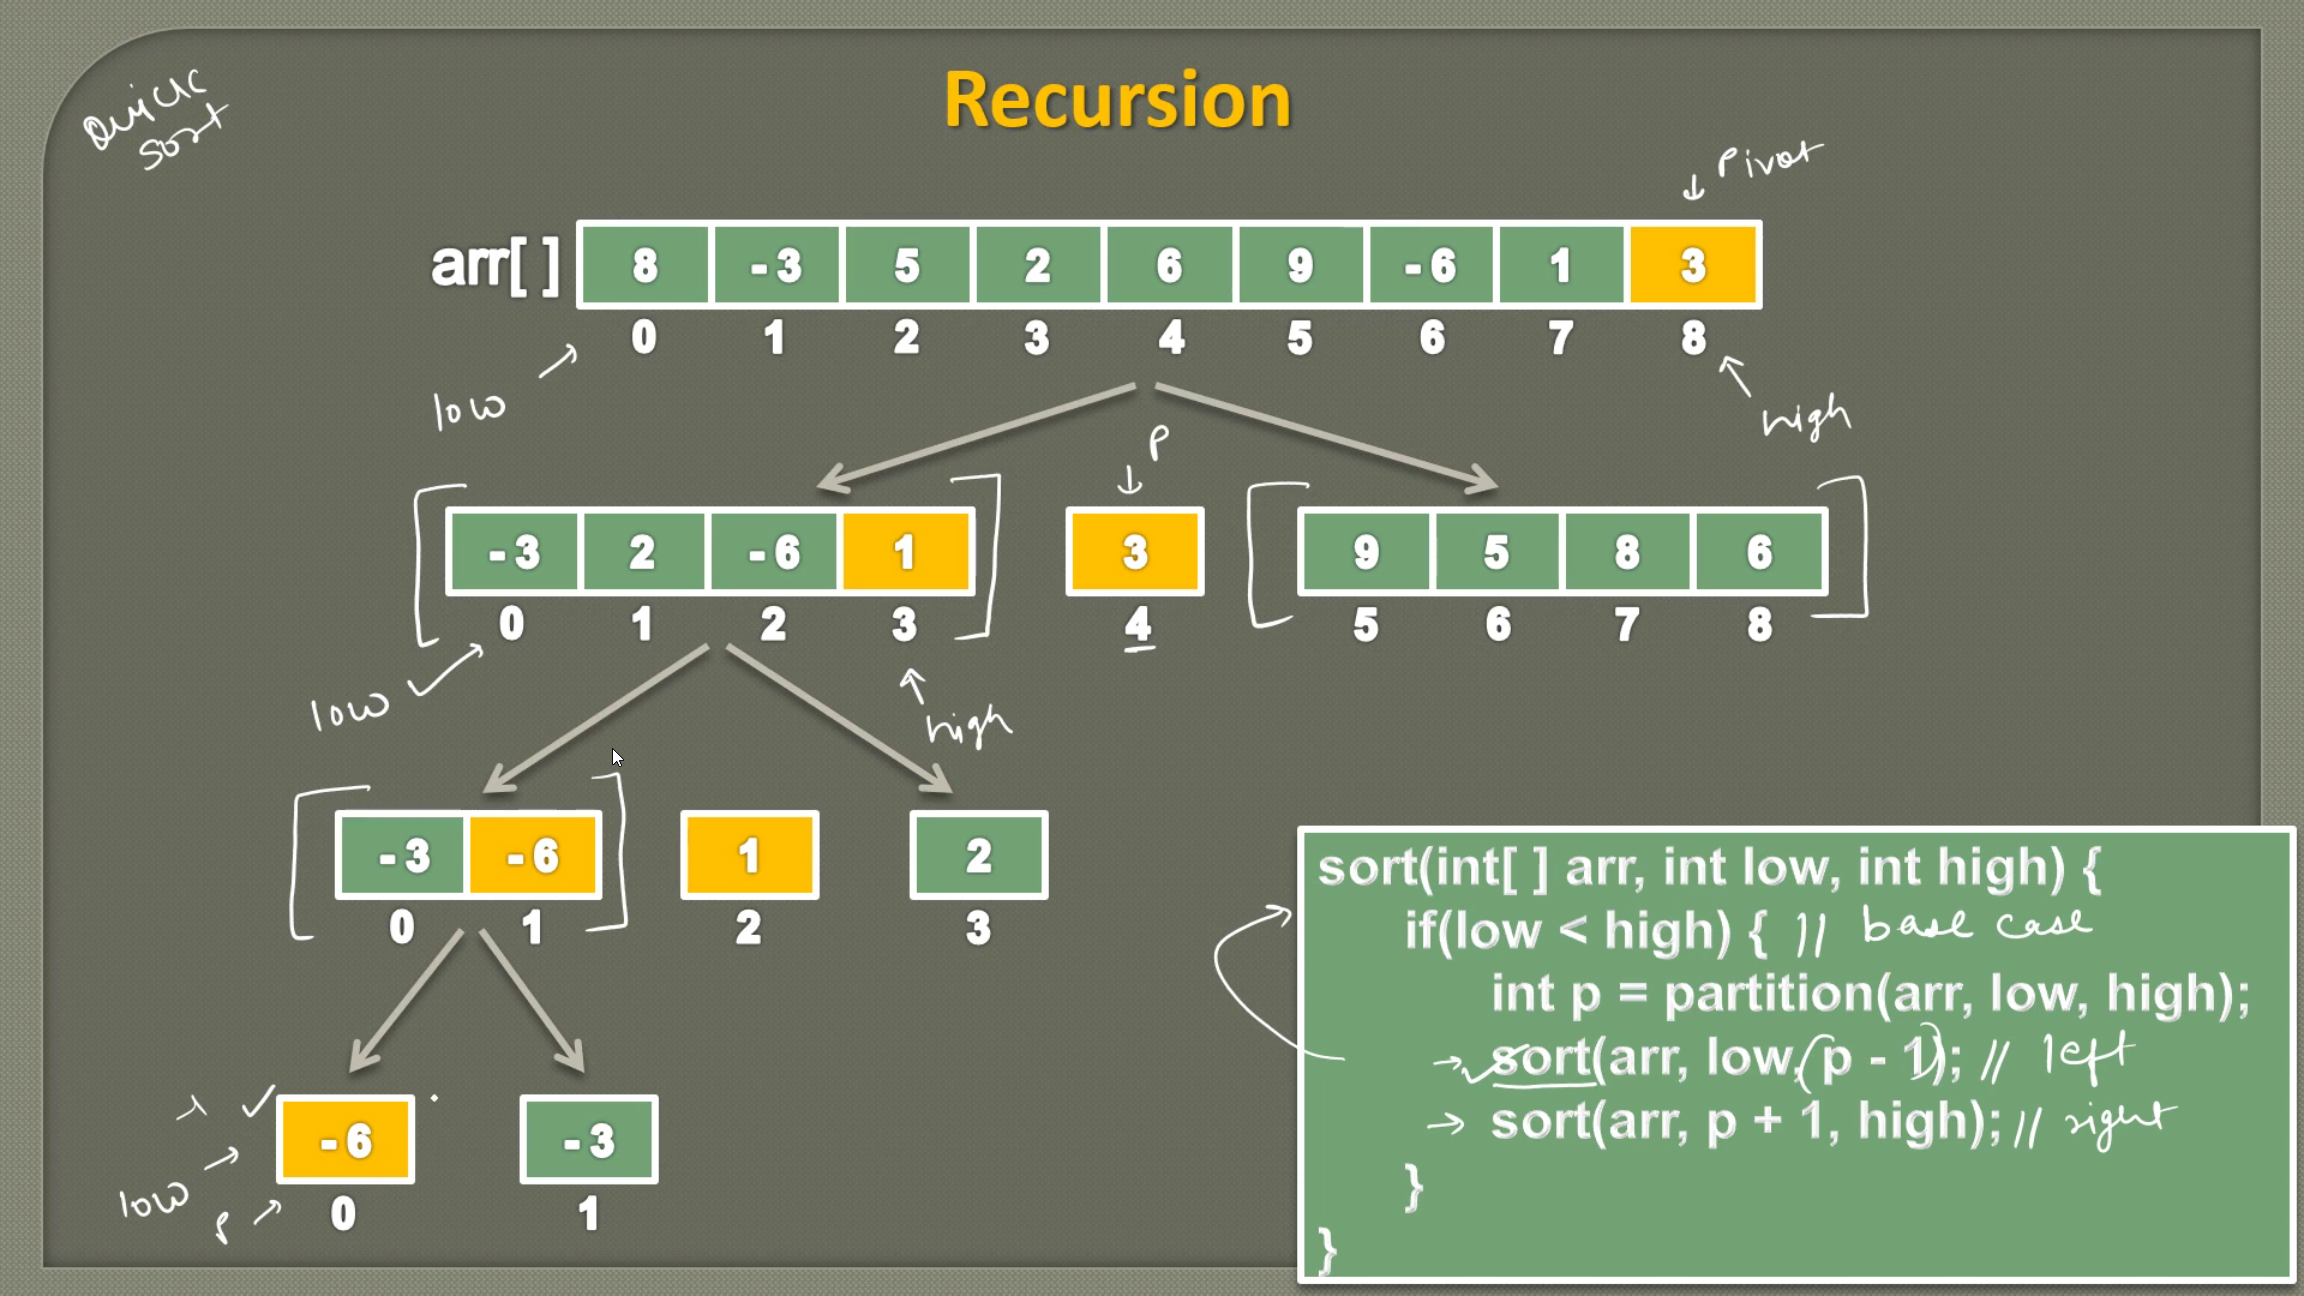 Recursion
Quick
Sort
Pivot
arr[ ] 8 -3 5 2 6 9 -6 1 3
0 1 2 3 4 5 6 7 8
low
high
P
-3 2 -6 1 3 9 5 8 6
0 1 2 3 4 5 6 7 8
low
high
-3 -6 1 2
0 1 2 3
-6 -3
low
P
0 1
sort(int[ ] arr, int low, int high) {
if(low < high) { // base case
int p = partition(arr, low, high);
sort(arr, low, (p - 1)); // left
sort(arr, p + 1, high); // right
}
}